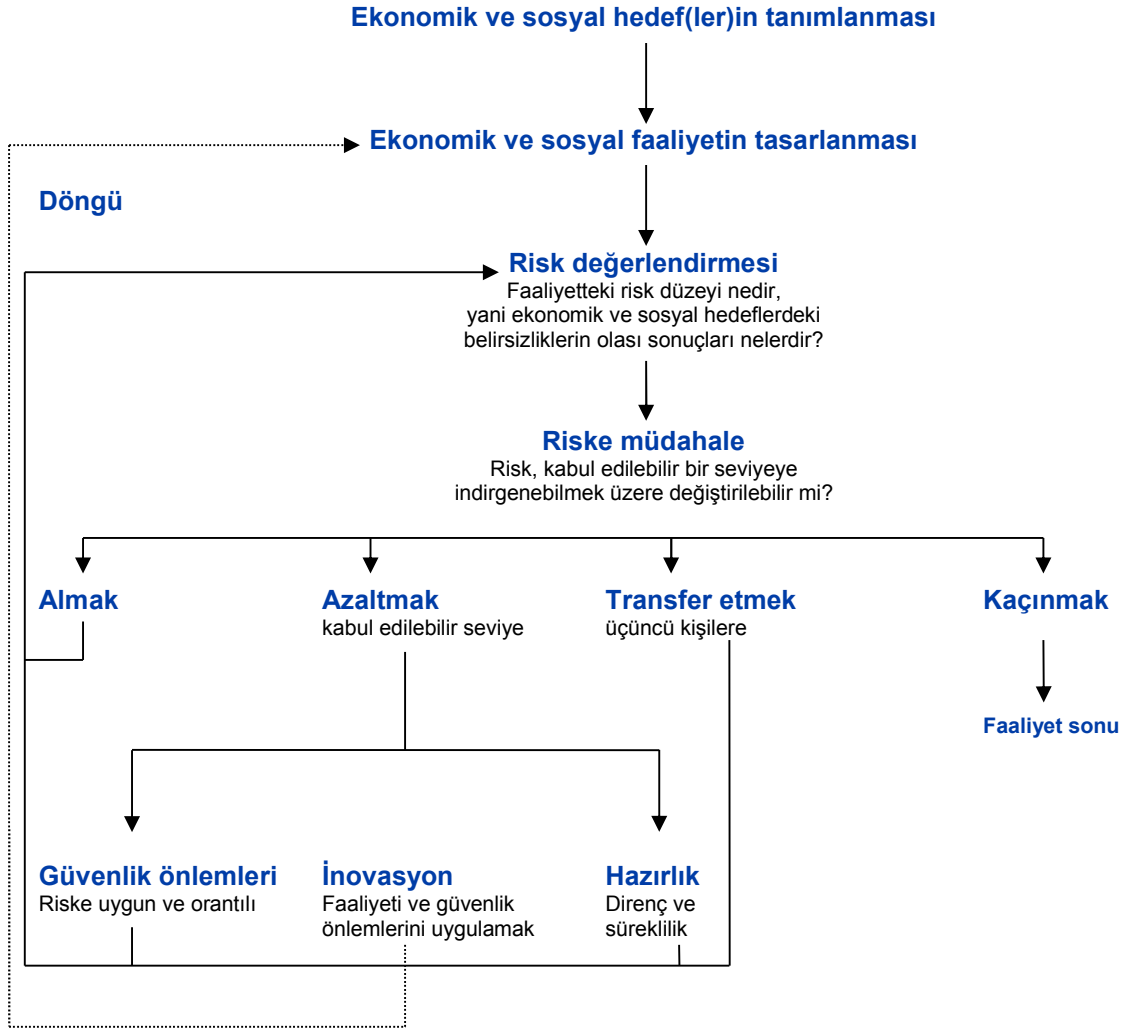 Ekonomik ve sosyal hedef(ler)in tanımlanması
Ekonomik ve sosyal faaliyetin tasarlanması
Döngü
Risk değerlendirmesi
Faaliyetteki risk düzeyi nedir,
yani ekonomik ve sosyal hedeflerdeki
belirsizliklerin olası sonuçları nelerdir?
Riske müdahale
Risk, kabul edilebilir bir seviyeye
indirgenebilmek üzere değiştirilebilir mi?
Almak
Azaltmak
kabul edilebilir seviye
Transfer etmek
üçüncü kişilere
Kaçınmak
Faaliyet sonu
Güvenlik önlemleri
Riske uygun ve orantılı
İnovasyon
Faaliyeti ve güvenlik
önlemlerini uygulamak
Hazırlık
Direnç ve
süreklilik